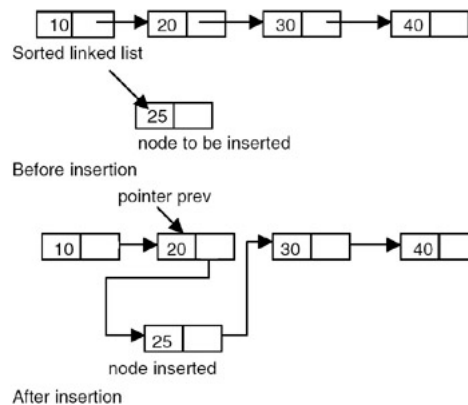 10 20 30 40
Sorted linked list
25
node to be inserted
Before insertion
pointer prev
10 20 30 40
25
node inserted
After insertion